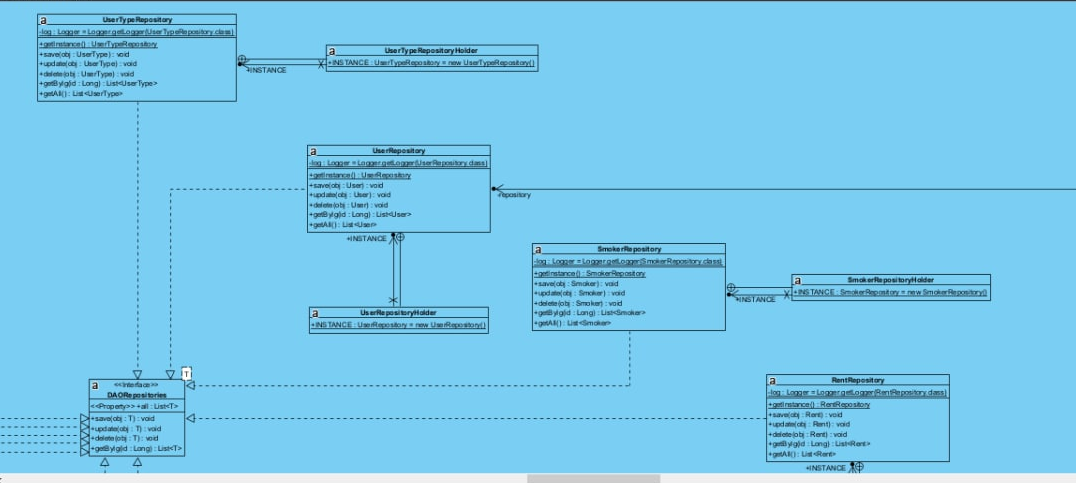 a UserTypeRepository
-log : Logger = Logger.getLogger(UserTypeRepository.class)
+getInstance() : UserTypeRepository
+save(obj : UserType) : void
+update(obj : UserType) : void
+delete(obj : UserType) : void
+getByIg(id : Long) : List<UserType>
+getAll() : List<UserType>
+INSTANCE
a UserTypeRepositoryHolder
+INSTANCE : UserTypeRepository = new UserTypeRepository()
a UserRepository
-log : Logger = Logger.getLogger(UserRepository.class)
+getInstance() : UserRepository
+save(obj : User) : void
+update(obj : User) : void
+delete(obj : User) : void
+getByIg(id : Long) : List<User>
+getAll() : List<User>
-repository
+INSTANCE
a UserRepositoryHolder
+INSTANCE : UserRepository = new UserRepository()
a SmokerRepository
-log : Logger = Logger.getLogger(SmokerRepository.class)
+getInstance() : SmokerRepository
+save(obj : Smoker) : void
+update(obj : Smoker) : void
+delete(obj : Smoker) : void
+getByIg(id : Long) : List<Smoker>
+getAll() : List<Smoker>
+INSTANCE
a SmokerRepositoryHolder
+INSTANCE : SmokerRepository = new SmokerRepository()
T
a <<Interface>>
DAORepositories
<<Property>> +all : List<T>
+save(obj : T) : void
+update(obj : T) : void
+delete(obj : T) : void
+getByIg(id : Long) : List<T>
a RentRepository
-log : Logger = Logger.getLogger(RentRepository.class)
+getInstance() : RentRepository
+save(obj : Rent) : void
+update(obj : Rent) : void
+delete(obj : Rent) : void
+getByIg(id : Long) : List<Rent>
+getAll() : List<Rent>
+INSTANCE